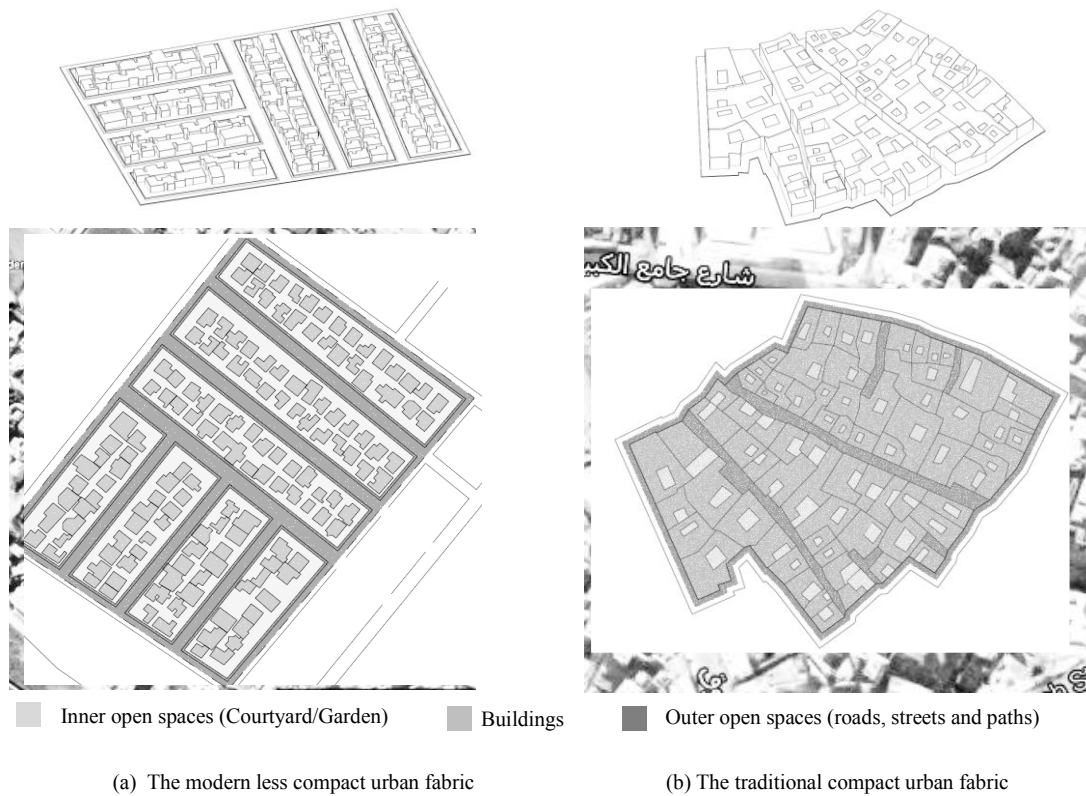 شارع جامع الكبير
Inner open spaces (Courtyard/Garden) Buildings Outer open spaces (roads, streets and paths)
(a) The modern less compact urban fabric (b) The traditional compact urban fabric